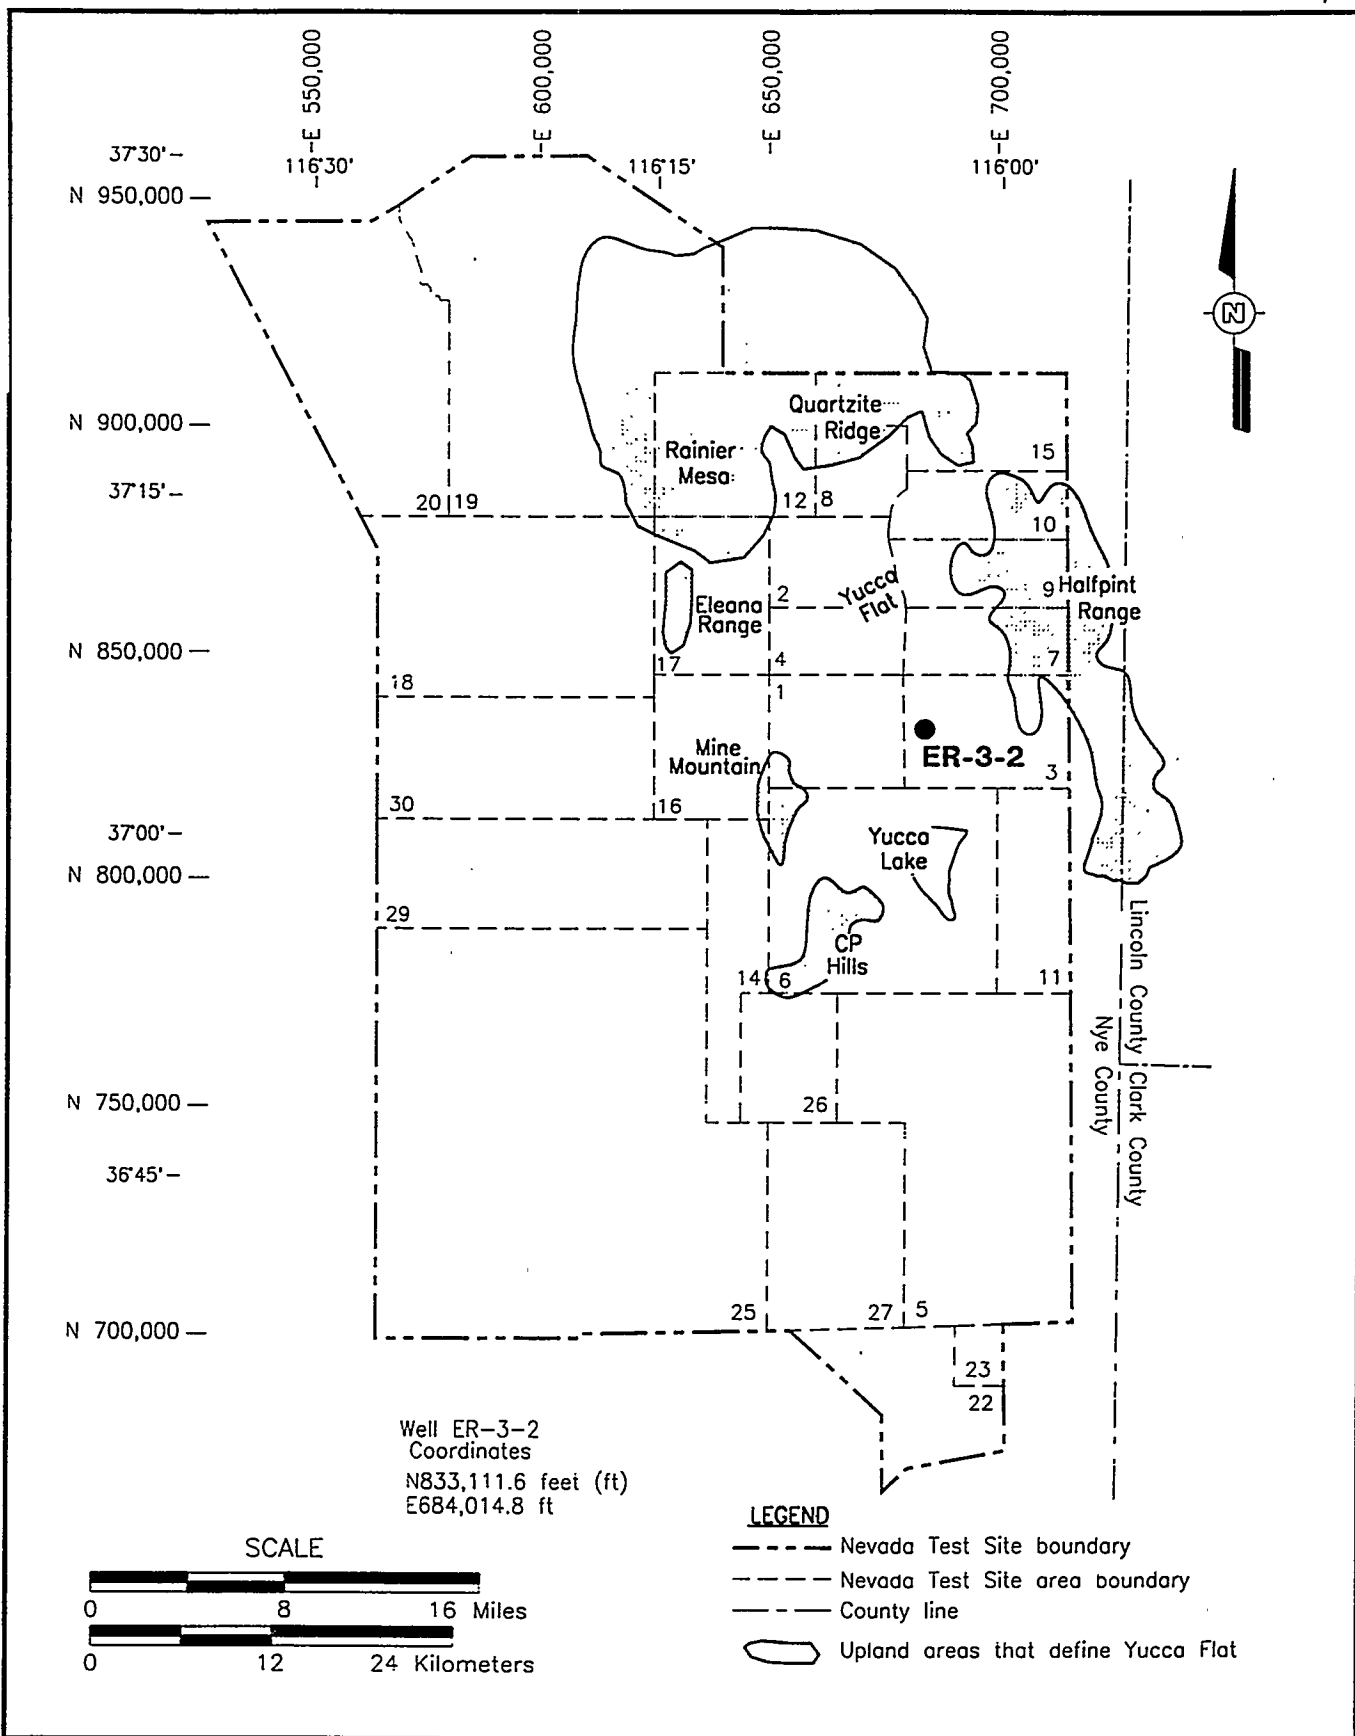 E 550,000
E 600,000
E 650,000
E 700,000
37°30'
116°30'
116°15'
116°00'
N 950,000
N 900,000
Quartzite
Ridge
Rainier
Mesa
15
37°15'
20
19
12
8
10
Yucca
Flat
2
9
Halfpint
Range
Eleana
Range
N 850,000
17
4
7
18
1
Mine
Mountain
ER-3-2
3
30
16
37°00'
Yucca
Lake
N 800,000
29
CP
Hills
14
6
11
Lincoln County
Nye County
Clark County
N 750,000
26
36°45'
N 700,000
25
27
5
23
22
Well ER-3-2
Coordinates
N833,111.6 feet (ft)
E684,014.8 ft
SCALE
0 8 16 Miles
0 12 24 Kilometers
N
LEGEND
Nevada Test Site boundary
Nevada Test Site area boundary
County line
Upland areas that define Yucca Flat